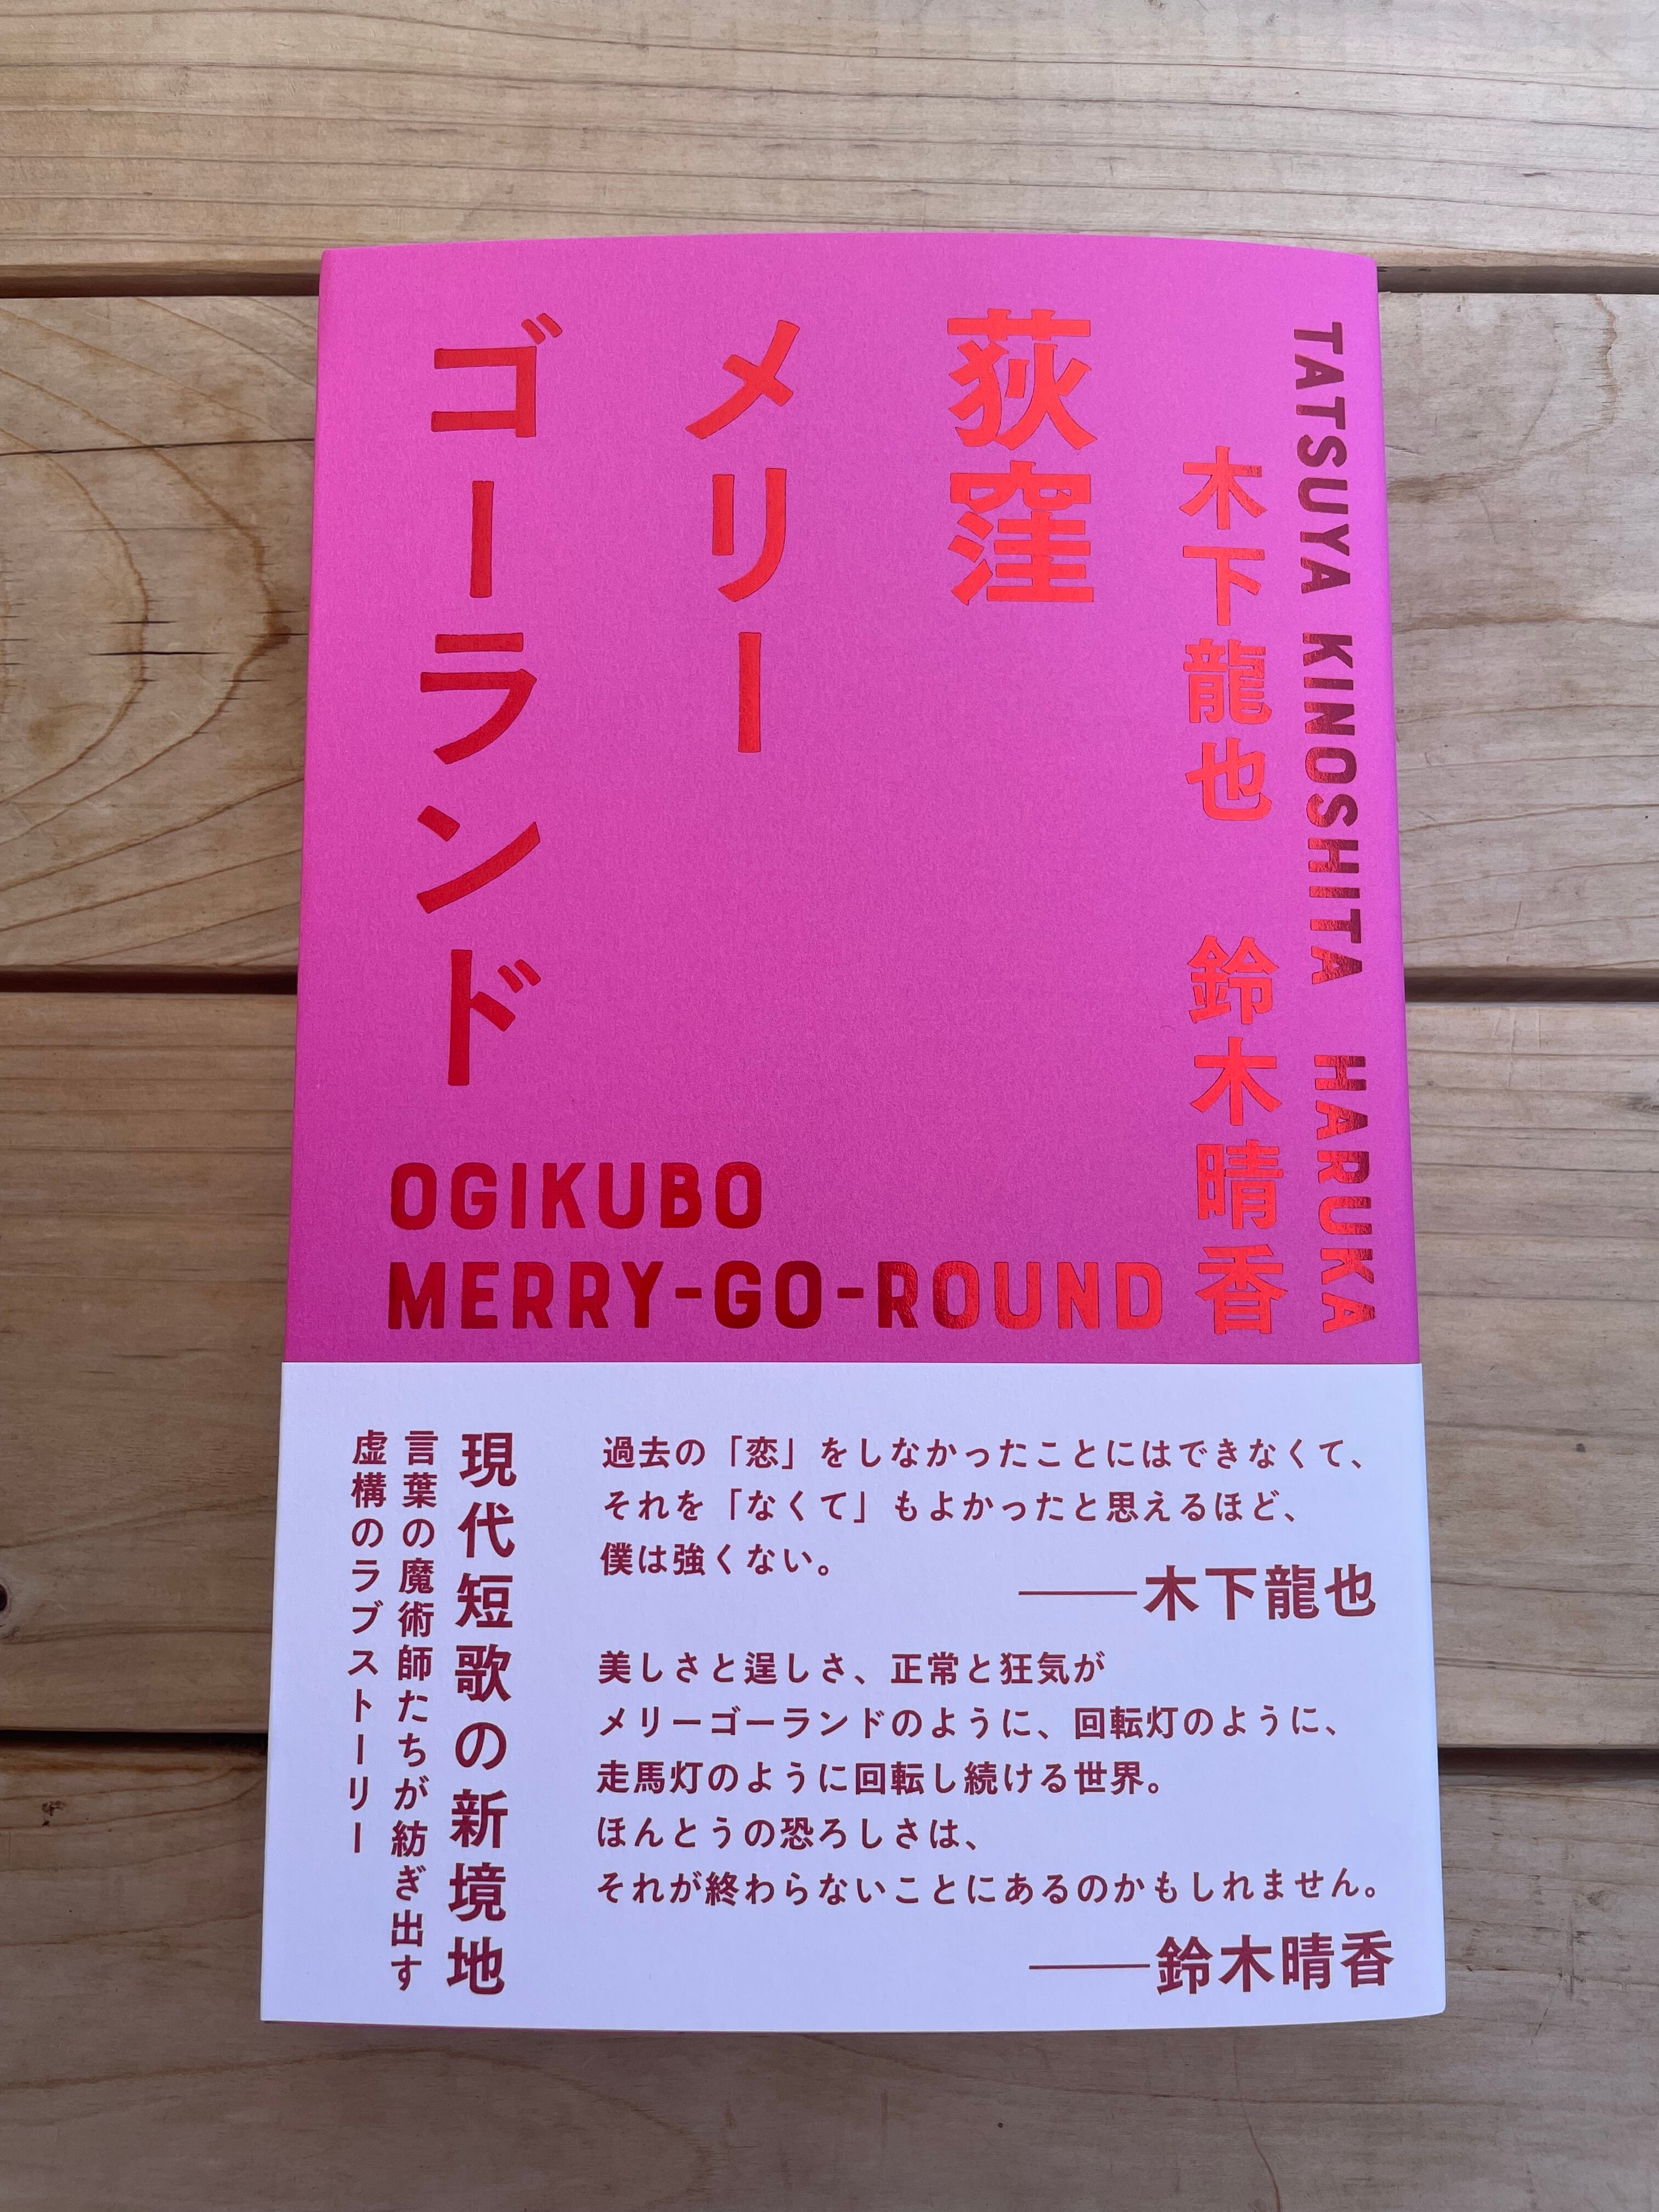 TATSUYA KINOSHITA HARUKA
木下龍也 鈴木晴香
荻窪
メリー
ゴーランド
OGIKUBO
MERRY-GO-ROUND
過去の「恋」をしなかったことにはできなくて、
それを「なくて」もよかったと思えるほど、
僕は強くない。
――木下龍也
美しさと逞しさ、正常と狂気が
メリーゴーランドのように、回転灯のように、
走馬灯のように回転し続ける世界。
ほんとうの恐ろしさは、
それが終わらないことにあるのかもしれません。
――鈴木晴香
現代短歌の新境地
言葉の魔術師たちが紡ぎ出す
虚構のラブストーリー